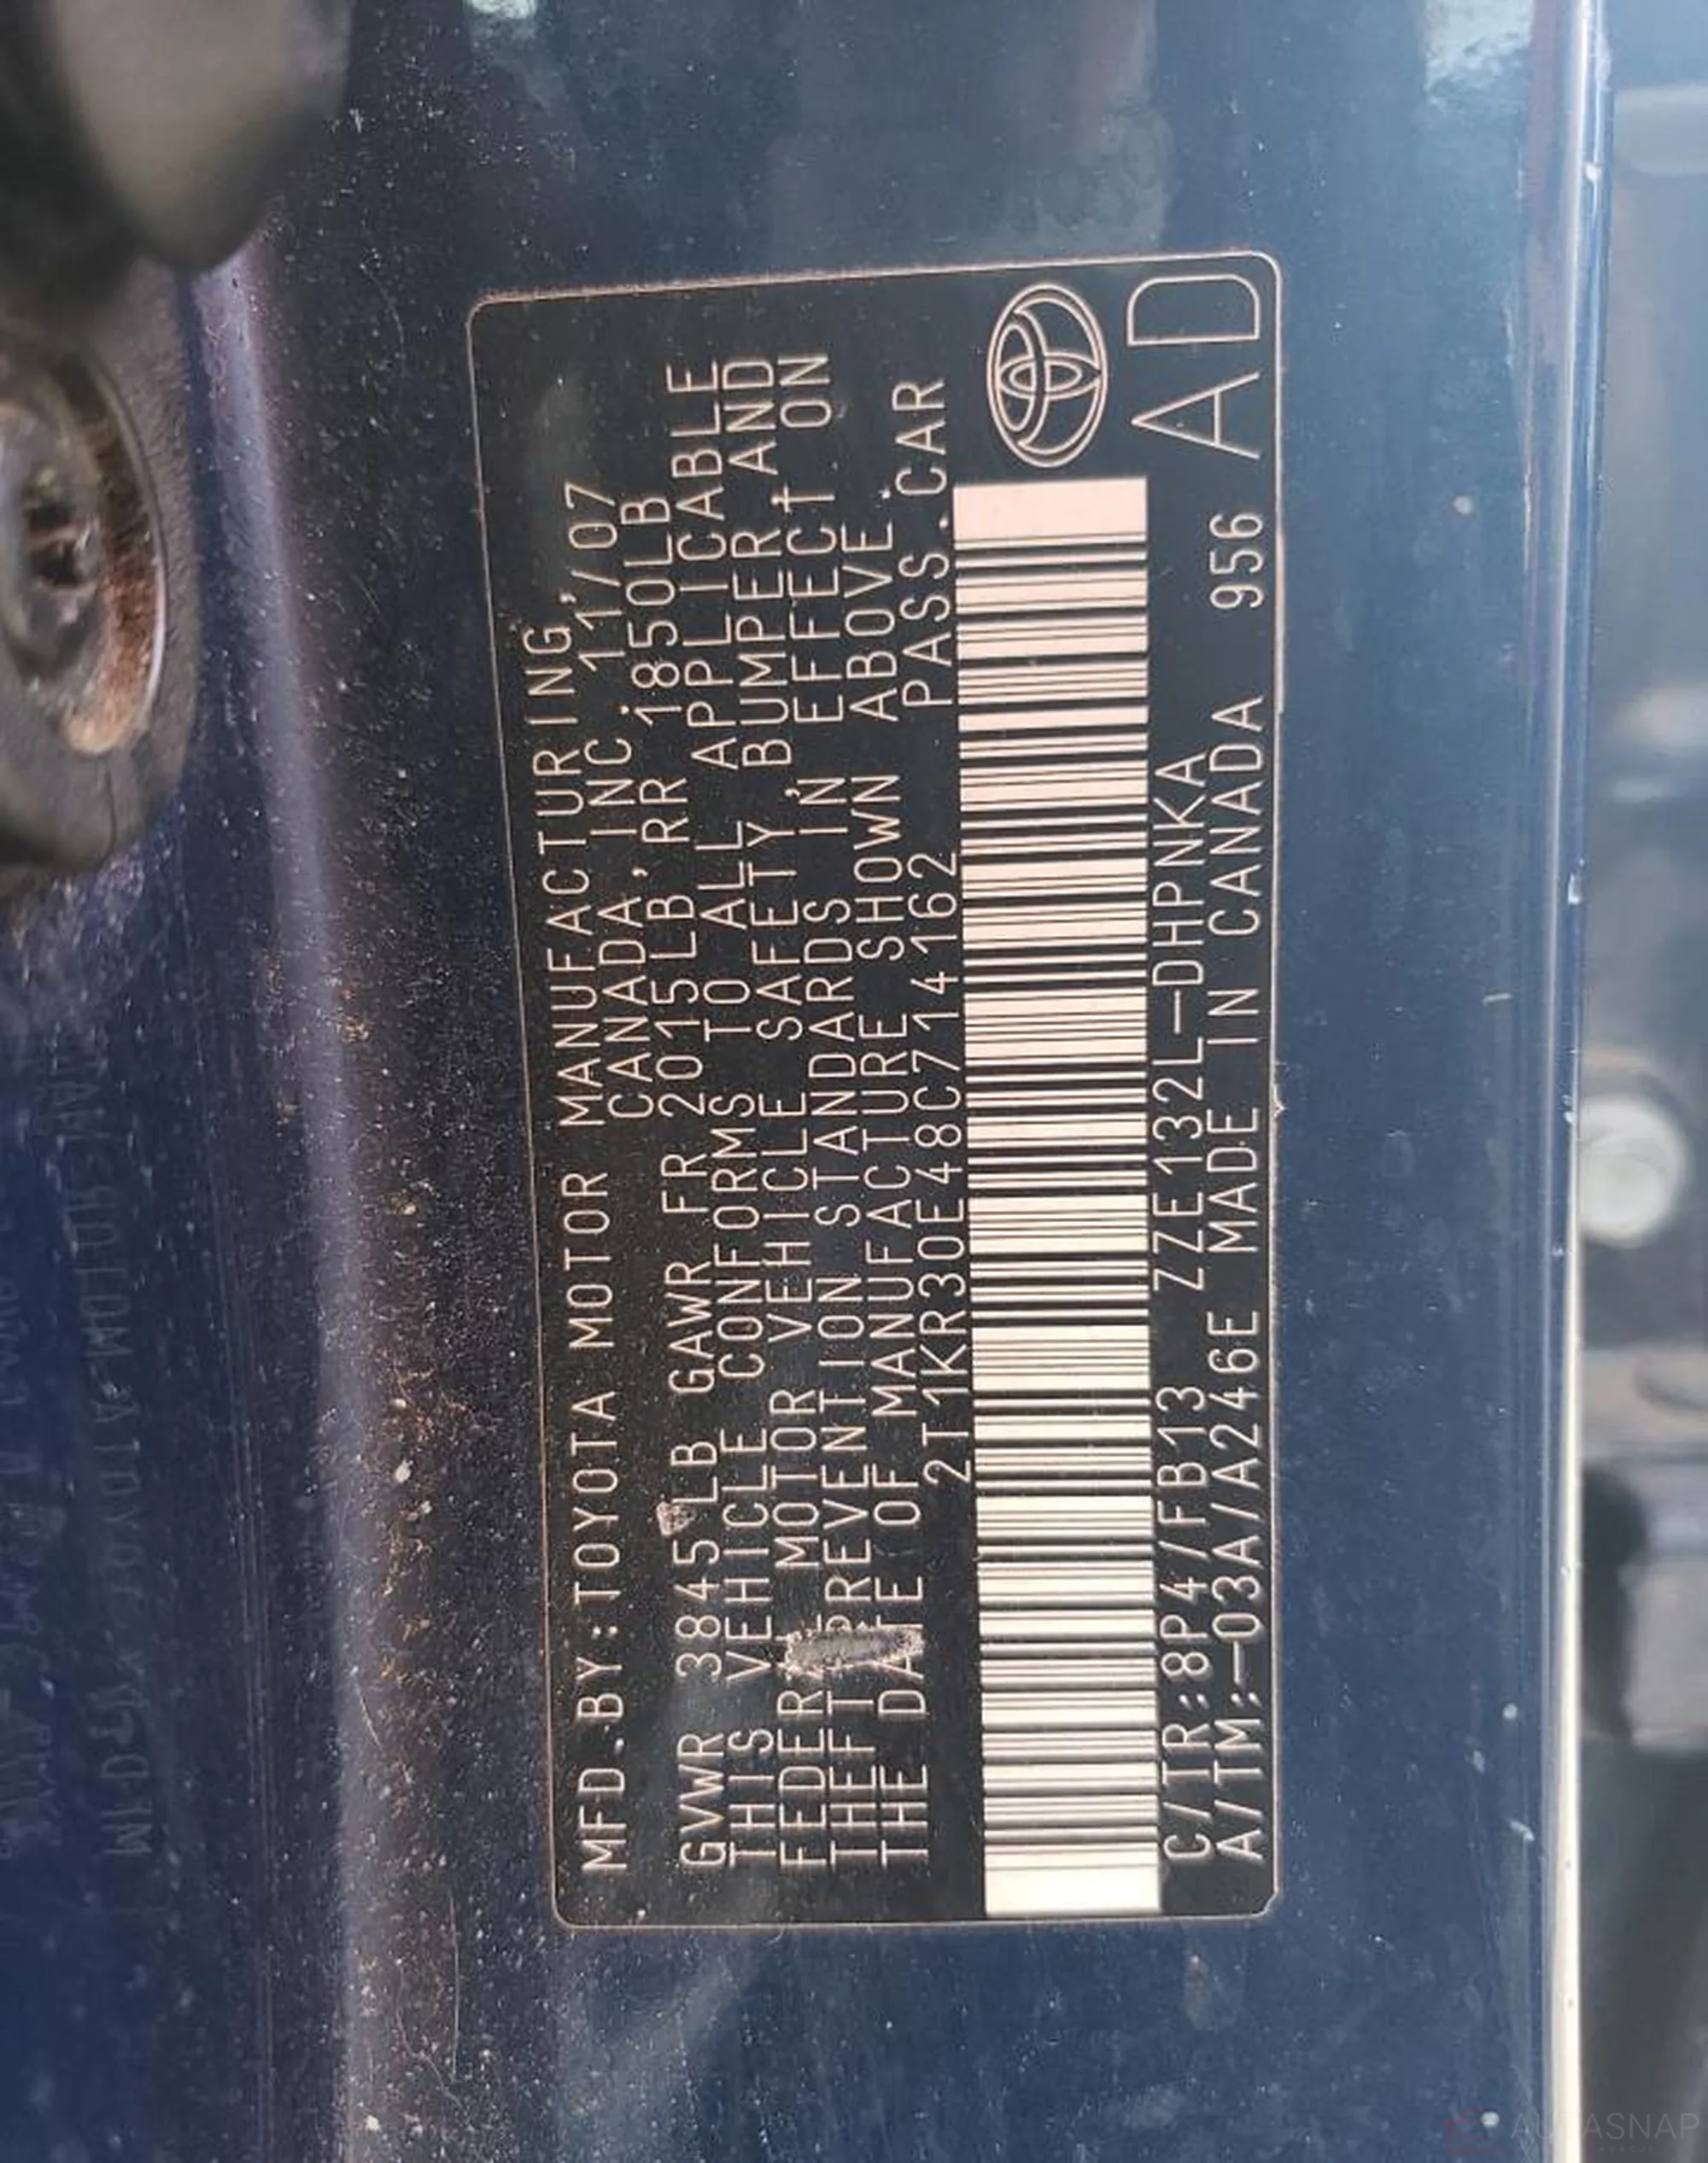 MFD.BY:TOYOTA MOTOR MANUFACTURING,
CANADA,INC. 11/07
GVWR 3845 LB GAWR FR 2015LB,RR 1850LB
THIS VEHICLE CONFORMS TO ALL APPLICABLE
FEDERAL MOTOR VEHICLE SAFETY,BUMPER,AND
THEFT PREVENTION STANDARDS IN EFFECT ON
THE DATE OF MANUFACTURE SHOWN ABOVE.
2T1KR30E48C714162 PASS.CAR
C/TR:8P4/FB13 ZZE132L-DHPNKA
A/TM:-03A/A246E MADE IN CANADA 956 AD